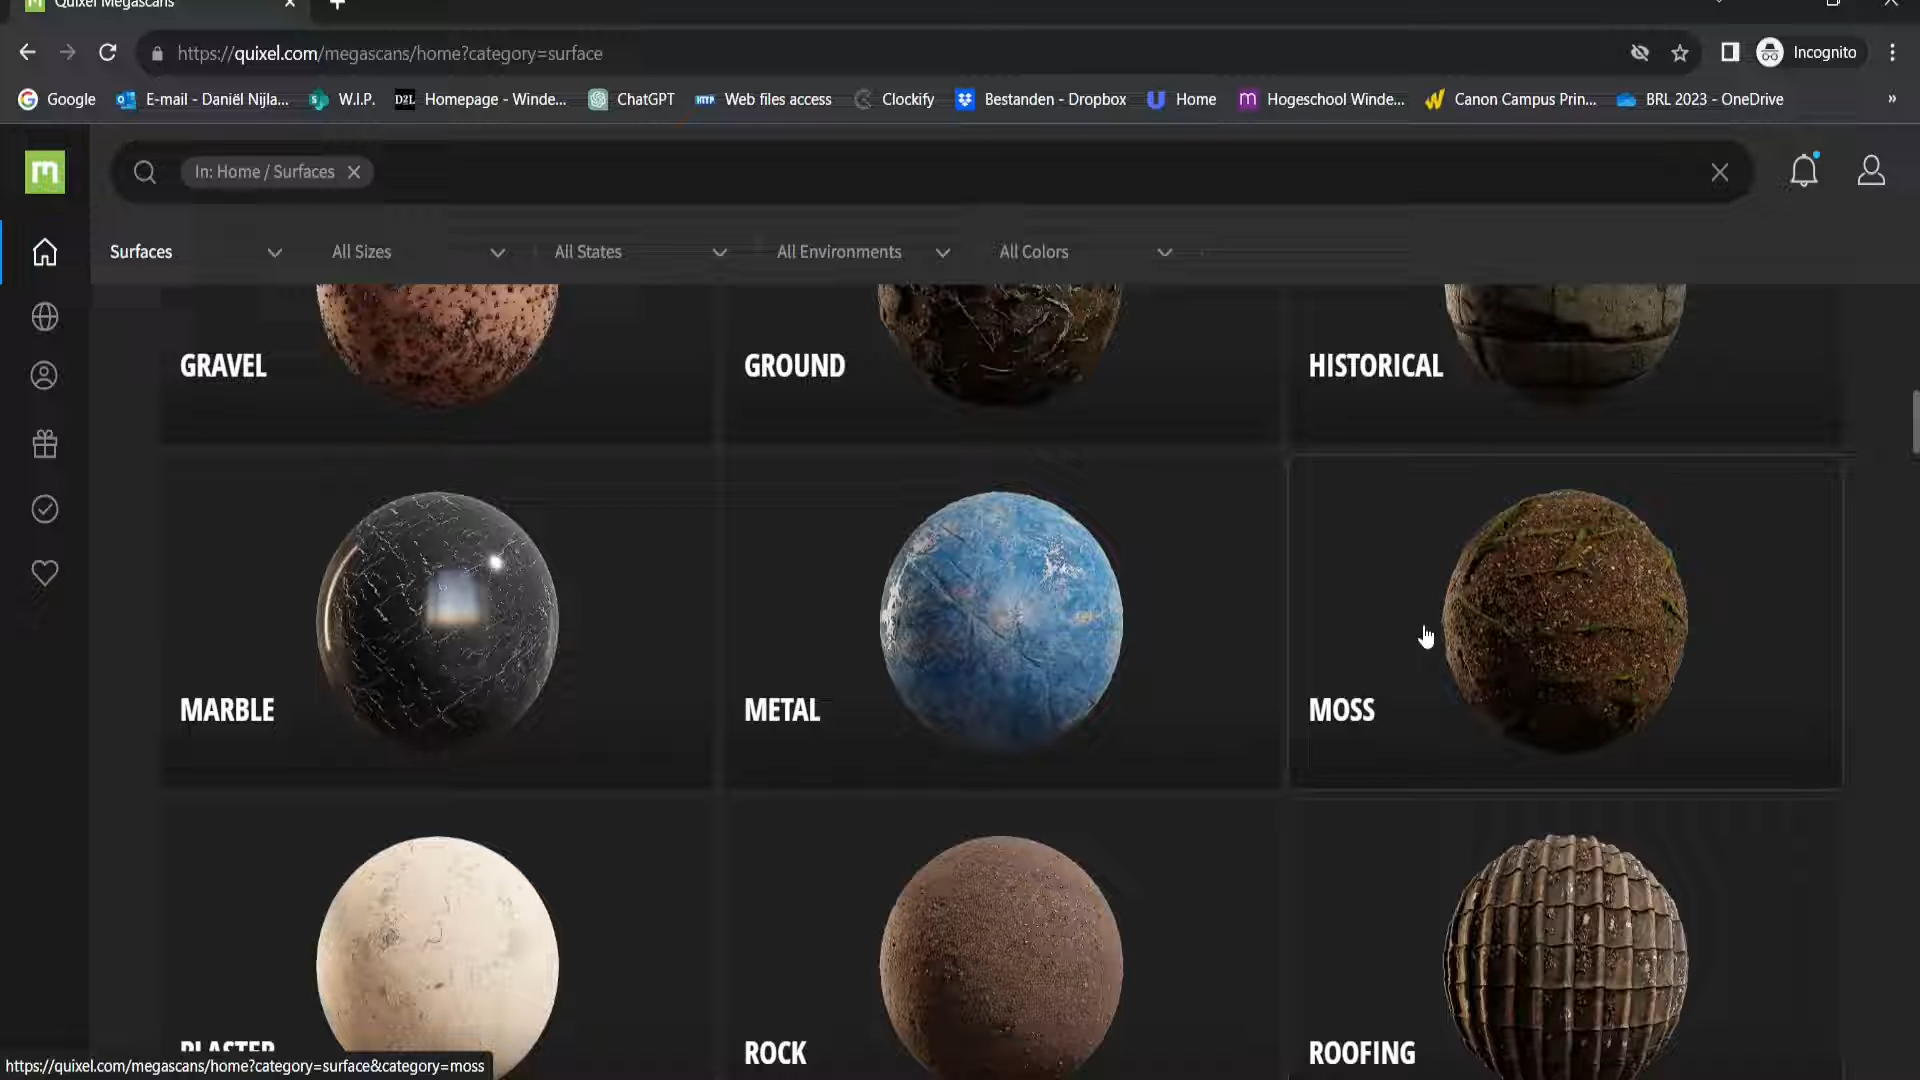 Quixel Megascans
https://quixel.com/megascans/home?category=surface
Incognito
Google
E-mail - Daniël Nijla...
W.I.P.
D2L
Homepage - Winde...
ChatGPT
HTTP
Web files access
Clockify
Bestanden - Dropbox
Home
Hogeschool Winde...
Canon Campus Prin...
BRL 2023 - OneDrive
»
In: Home / Surfaces
Surfaces
All Sizes
All States
All Environments
All Colors
GRAVEL
GROUND
HISTORICAL
MARBLE
METAL
MOSS
PLASTER
ROCK
ROOFING
https://quixel.com/megascans/home?category=surface&category=moss